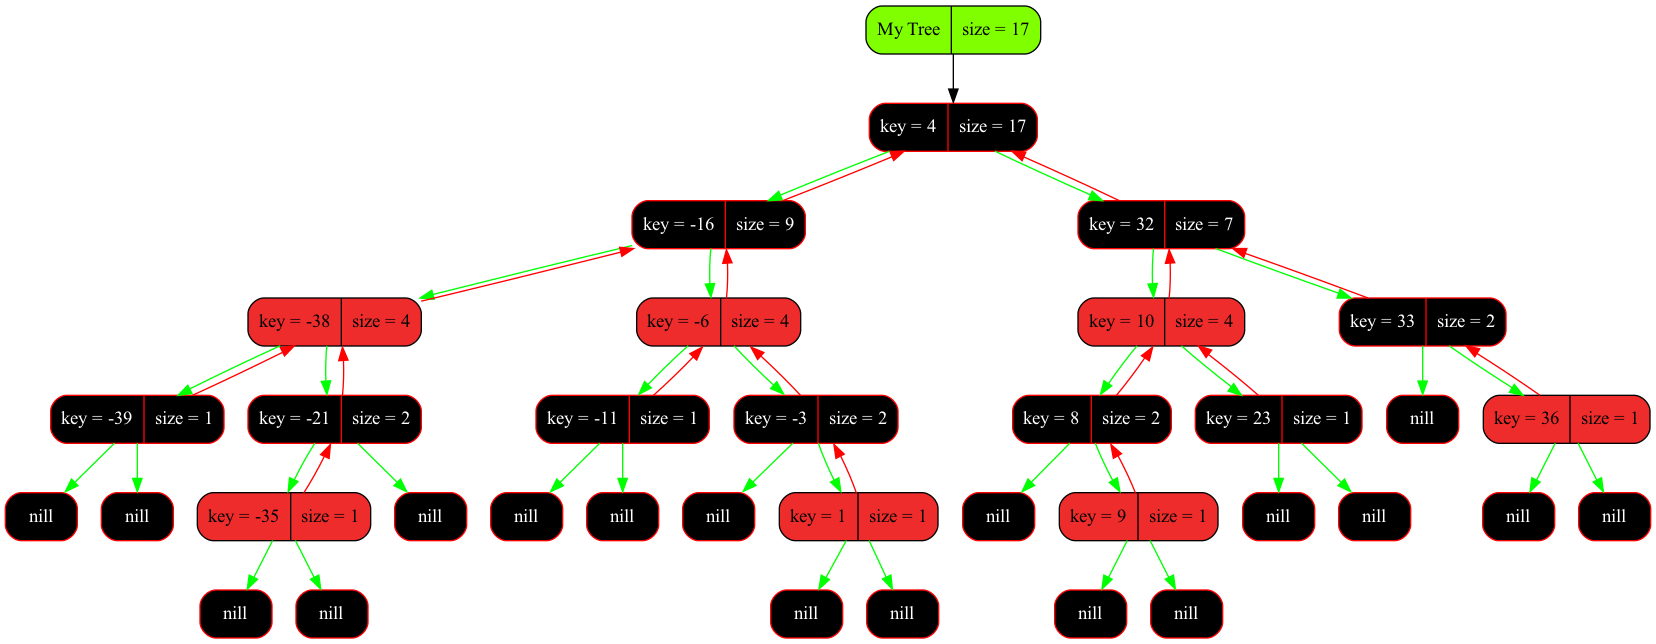 My Tree size = 17
key = 4 size = 17
key = -16 size = 9
key = 32 size = 7
key = -38 size = 4
key = -6 size = 4
key = 10 size = 4
key = 33 size = 2
key = -39 size = 1
key = -21 size = 2
key = -11 size = 1
key = -3 size = 2
key = 8 size = 2
key = 23 size = 1
nill
key = 36 size = 1
nill
nill
key = -35 size = 1
nill
nill
nill
nill
key = 1 size = 1
nill
key = 9 size = 1
nill
nill
nill
nill
nill
nill
nill
nill
nill
nill